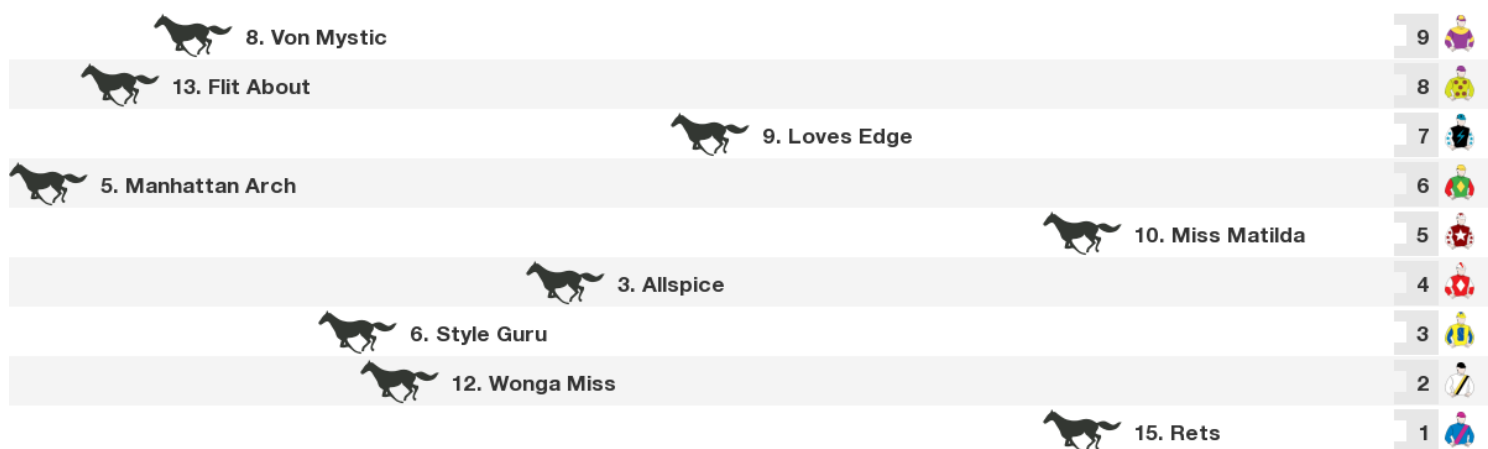 8. Von Mystic 9
13. Flit About 8
9. Loves Edge 7
5. Manhattan Arch 6
10. Miss Matilda 5
3. Allspice 4
6. Style Guru 3
12. Wonga Miss 2
15. Rets 1